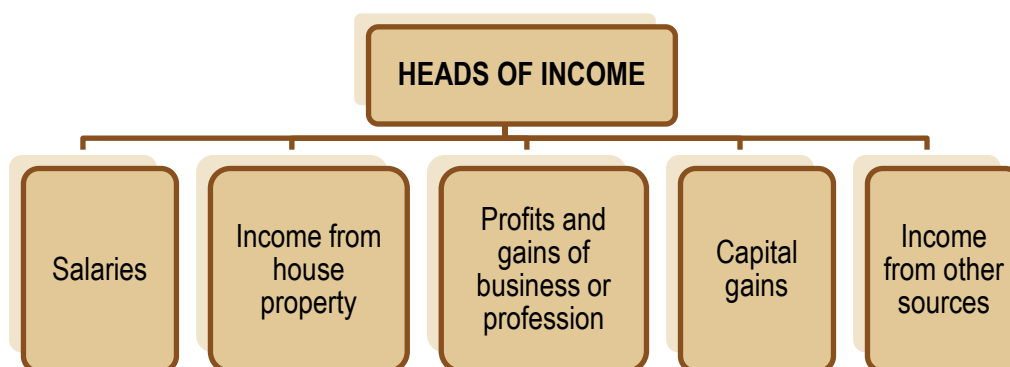 HEADS OF INCOME
Salaries
Income from
house
property
Profits and
gains of
business or
profession
Capital
gains
Income
from other
sources